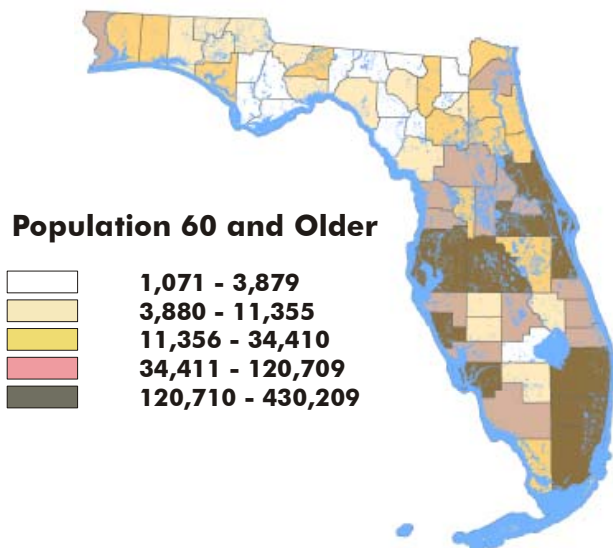 Population 60 and Older
1,071 - 3,879
3,880 - 11,355
11,356 - 34,410
34,411 - 120,709
120,710 - 430,209